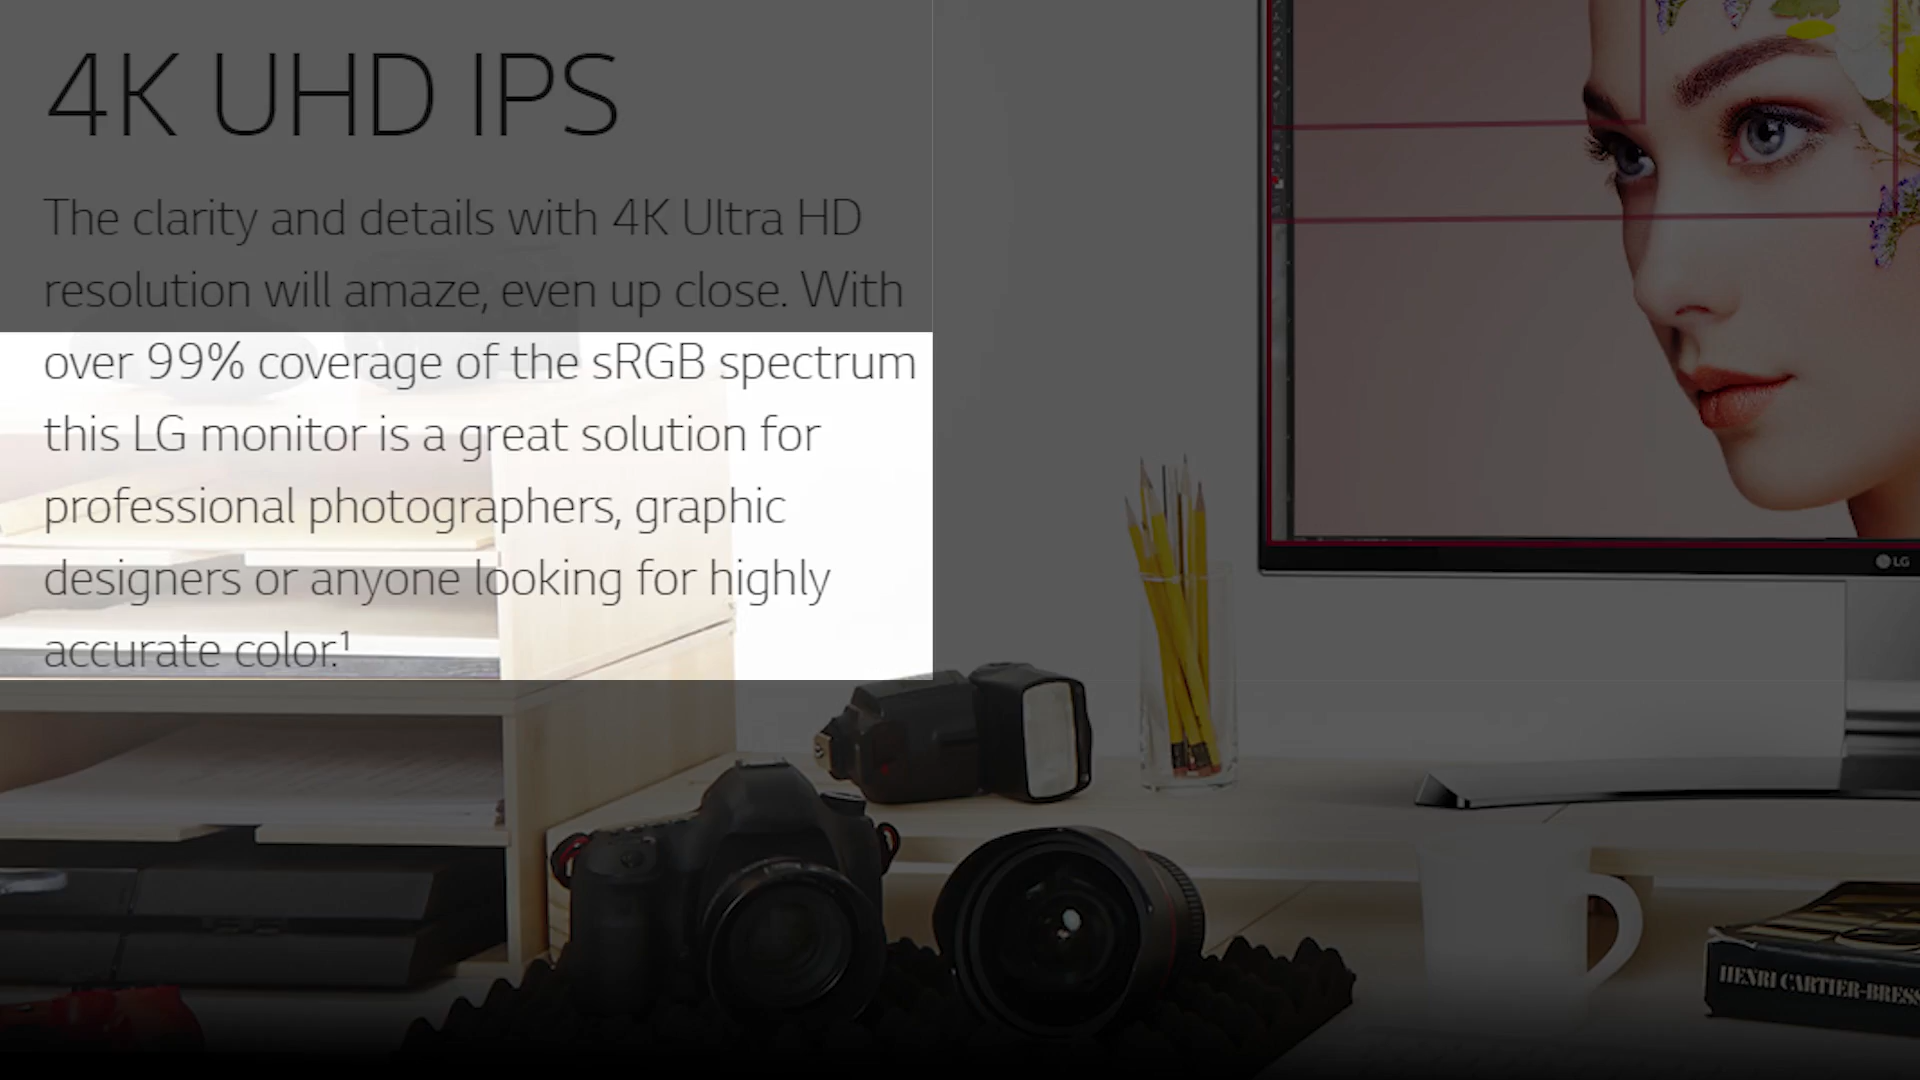 4K UHD IPS
The clarity and details with 4K Ultra HD
resolution will amaze, even up close. With
over 99% coverage of the sRGB spectrum
this LG monitor is a great solution for
professional photographers, graphic
designers or anyone looking for highly
accurate color.¹
LG
HENRI CARTIER-BRESS